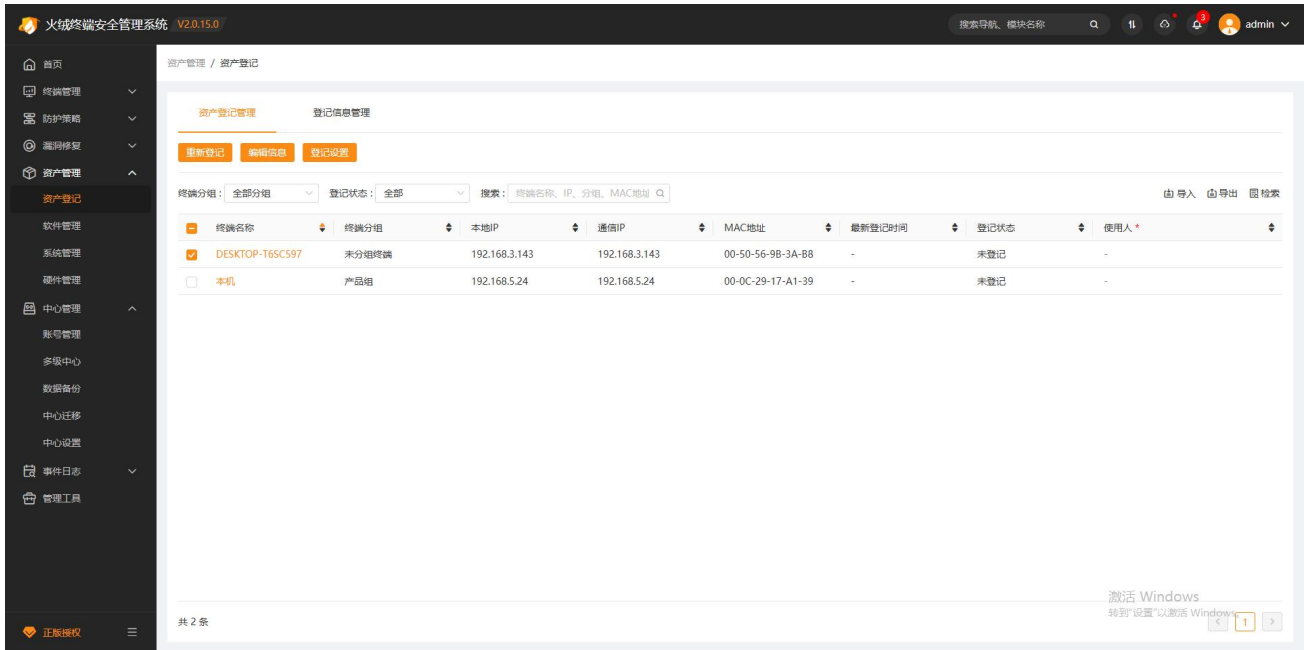 火绒终端安全管理系统 V2.0.15.0 搜索导航、模块名称 3 admin
首页
终端管理
防护策略
漏洞修复
资产管理
资产登记
软件管理
系统管理
硬件管理
中心管理
账号管理
多级中心
数据备份
中心迁移
中心设置
事件日志
管理工具
正版授权
资产管理 / 资产登记
资产登记管理 登记信息管理
重新登记 编辑信息 登记设置
终端分组: 全部分组 登记状态: 全部 搜索: 终端名称、IP、分组、MAC地址 导入 导出 检索
终端名称 终端分组 本地IP 通信IP MAC地址 最新登记时间 登记状态 使用人 *
DESKTOP-T6SC597 未分组终端 192.168.3.143 192.168.3.143 00-50-56-9B-3A-B8 - 未登记 -
本机 产品组 192.168.5.24 192.168.5.24 00-0C-29-17-A1-39 - 未登记 -
激活 Windows
转到"设置"以激活 Windows。
共 2 条 < 1 >